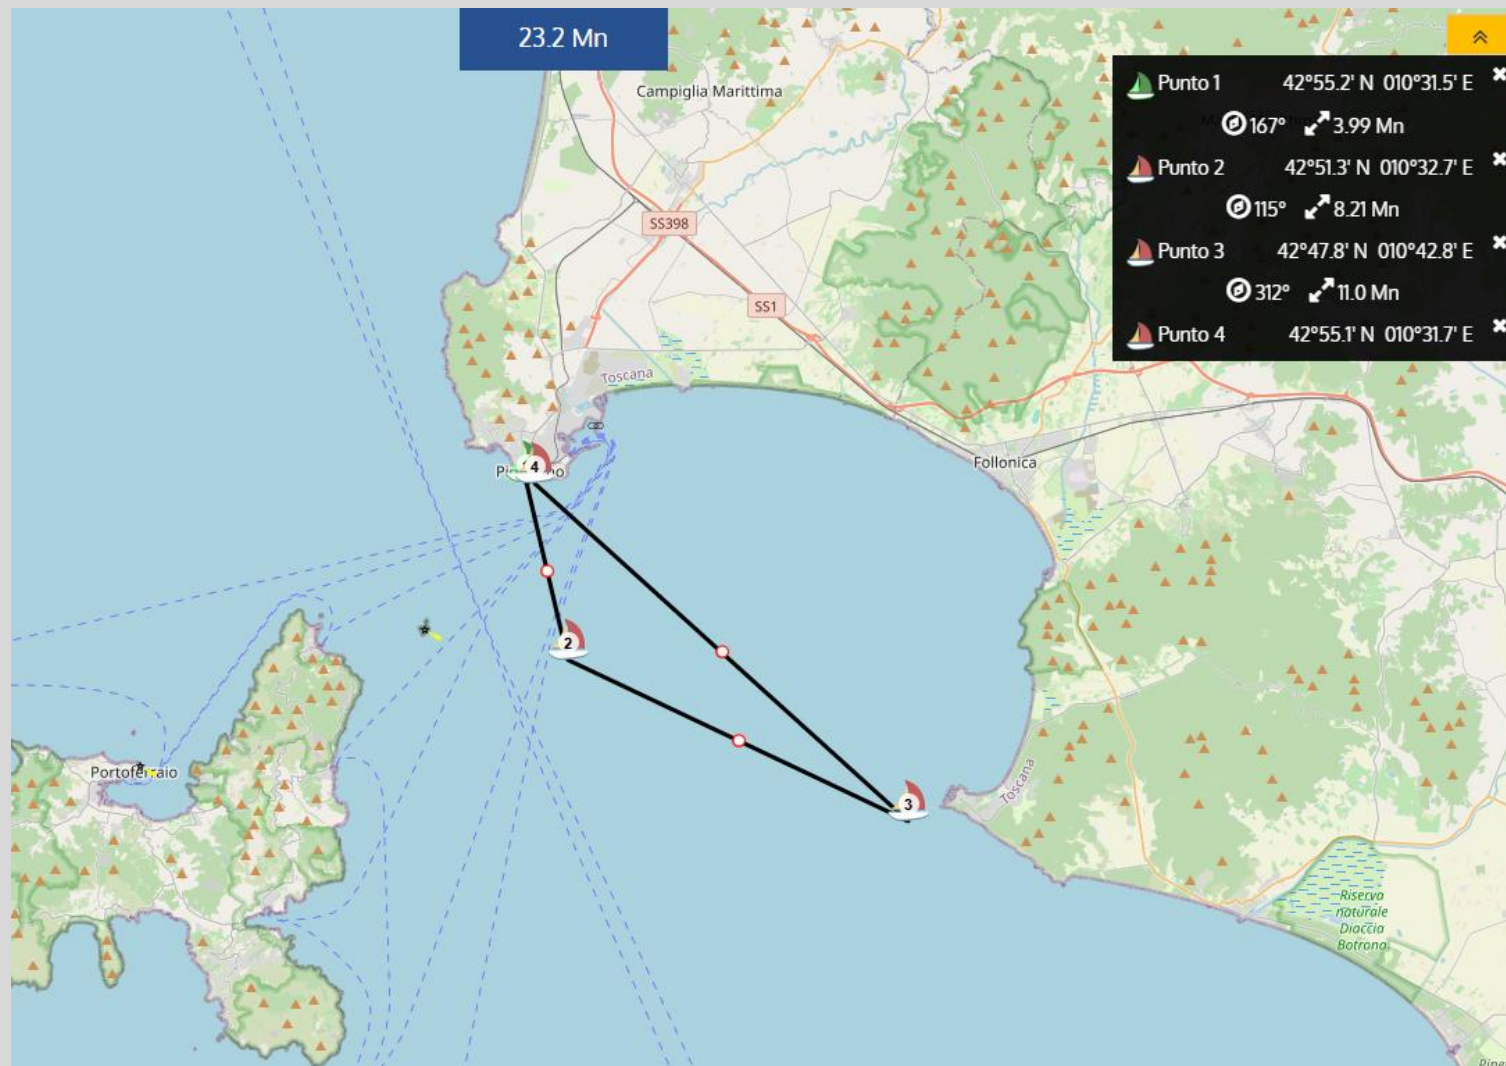 23.2 Mn
Punto 1 42°55.2' N 010°31.5' E
167° 3.99 Mn
Punto 2 42°51.3' N 010°32.7' E
115° 8.21 Mn
Punto 3 42°47.8' N 010°42.8' E
312° 11.0 Mn
Punto 4 42°55.1' N 010°31.7' E
Campiglia Marittima
SS398
SS1
Toscana
Follonica
4
2
3
Toscana
Portoferraio
Riserva
naturale
Diaccia
Botrona